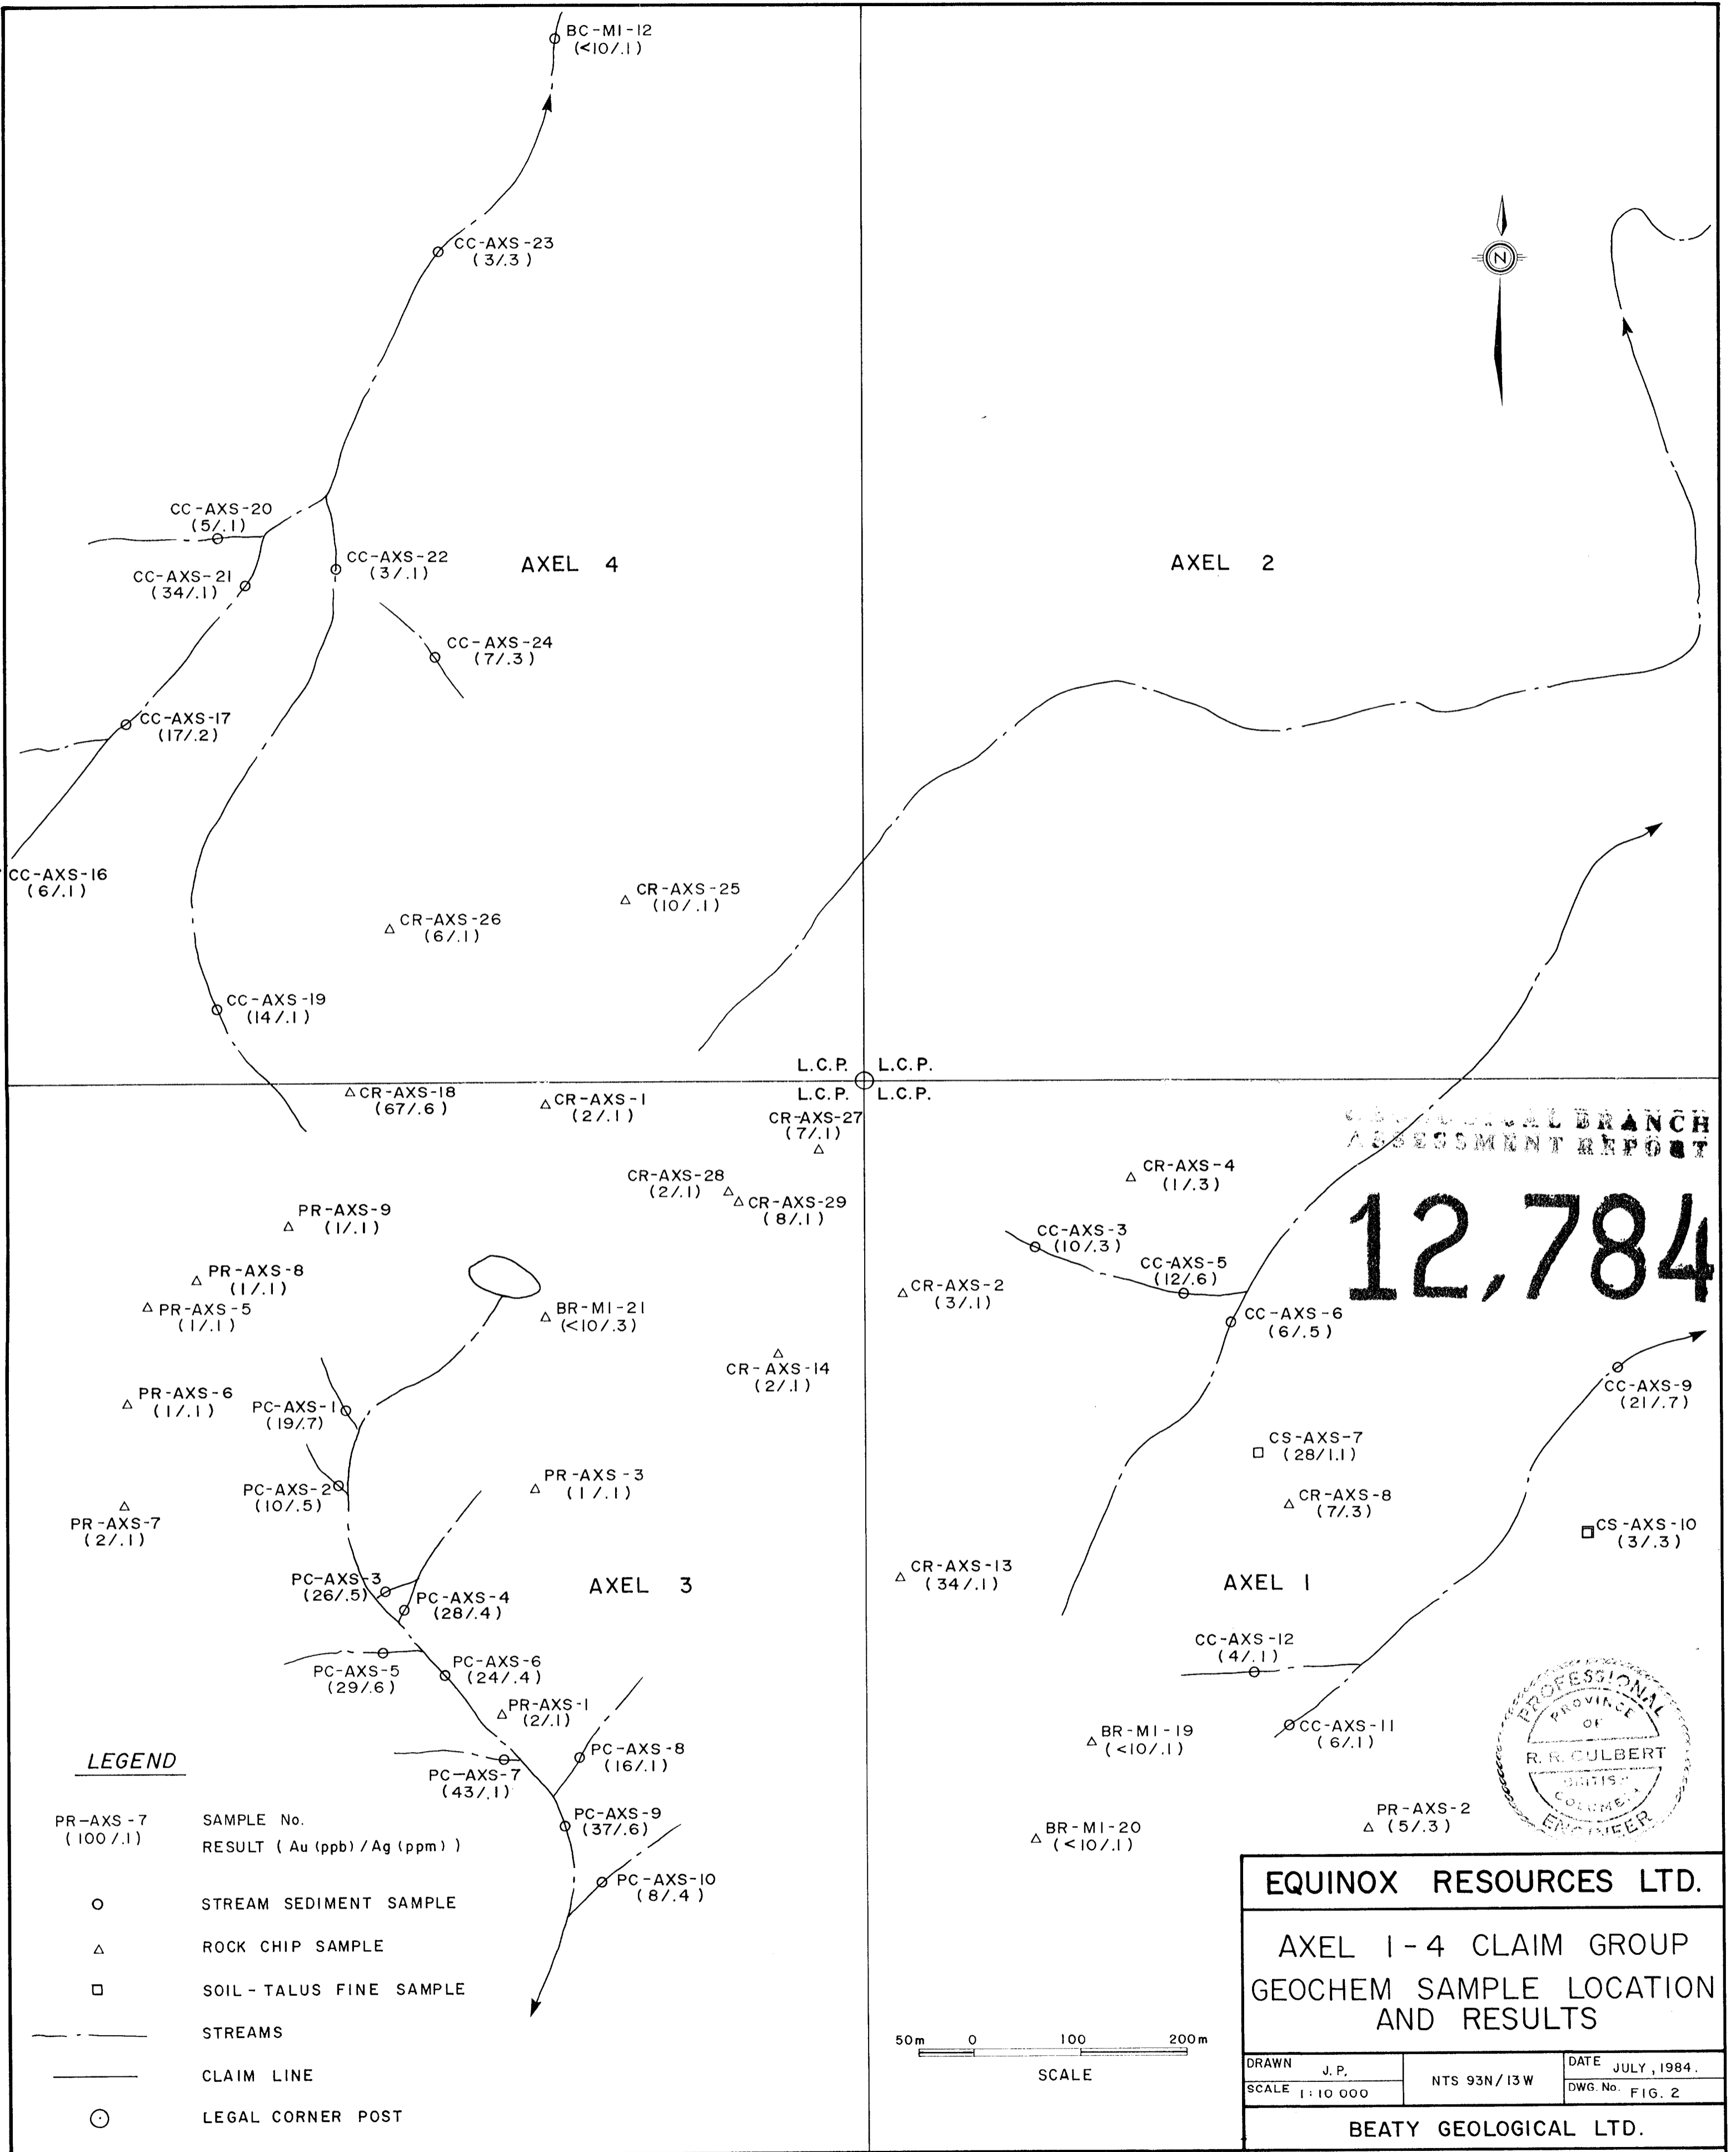 BC-MI-12
(<10/.1)
CC-AXS-23
(3/.3)
N
CC-AXS-20
(5/.1)
CC-AXS-22
(3/.1)
AXEL 4
AXEL 2
CC-AXS-21
(34/.1)
CC-AXS-24
(7/.3)
CC-AXS-17
(17/.2)
CC-AXS-16
(6/.1)
CR-AXS-25
(10/.1)
CR-AXS-26
(6/.1)
CC-AXS-19
(14/.1)
L.C.P. L.C.P.
L.C.P. L.C.P.
CR-AXS-18
(67/.6)
CR-AXS-1
(2/.1)
CR-AXS-27
(7/.1)
CR-AXS-28
(2/.1)
CR-AXS-29
(8/.1)
GEOLOGICAL BRANCH
ASSESSMENT REPORT
12,784
CR-AXS-4
(1/.3)
PR-AXS-9
(1/.1)
CC-AXS-3
(10/.3)
CC-AXS-5
(12/.6)
PR-AXS-8
(1/.1)
PR-AXS-5
(1/.1)
BR-MI-21
(<10/.3)
CR-AXS-2
(3/.1)
CC-AXS-6
(6/.5)
CR-AXS-14
(2/.1)
CC-AXS-9
(21/.7)
PR-AXS-6
(1/.1)
PC-AXS-1
(19/.7)
CS-AXS-7
(28/1.1)
PC-AXS-2
(10/.5)
PR-AXS-3
(1/.1)
CR-AXS-8
(7/.3)
PR-AXS-7
(2/.1)
CS-AXS-10
(3/.3)
PC-AXS-3
(26/.5)
PC-AXS-4
(28/.4)
AXEL 3
CR-AXS-13
(34/.1)
AXEL 1
PC-AXS-5
(29/.6)
PC-AXS-6
(24/.4)
CC-AXS-12
(4/.1)
PR-AXS-1
(2/.1)
CC-AXS-11
(6/.1)
BR-MI-19
(<10/.1)
PC-AXS-7
(43/.1)
PC-AXS-8
(16/.1)
PC-AXS-9
(37/.6)
BR-MI-20
(<10/.1)
PR-AXS-2
(5/.3)
PC-AXS-10
(8/.4)
PROFESSIONAL
PROVINCE
OF
R. R. CULBERT
BRITISH
COLUMBIA
ENGINEER
LEGEND
PR-AXS-7
(100/.1)
SAMPLE No.
RESULT (Au (ppb)/Ag (ppm))
STREAM SEDIMENT SAMPLE
ROCK CHIP SAMPLE
SOIL-TALUS FINE SAMPLE
STREAMS
CLAIM LINE
LEGAL CORNER POST
50m 0 100 200m
SCALE
EQUINOX RESOURCES LTD.
AXEL 1-4 CLAIM GROUP
GEOCHEM SAMPLE LOCATION
AND RESULTS
DRAWN J. P.
SCALE 1:10 000
NTS 93N/13W
DATE JULY, 1984.
DWG. No. FIG. 2
BEATY GEOLOGICAL LTD.